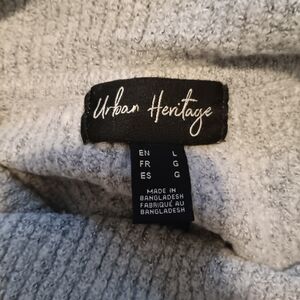 Urban Heritage
EN L
FR G
ES G
MADE IN
BANGLADESH
FABRIQUÉ AU
BANGLADESH